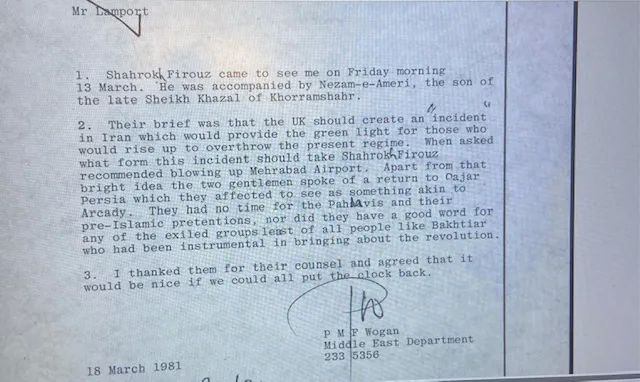 Mr Lamport
1. Shahrokh Firouz came to see me on Friday morning
13 March. He was accompanied by Nezam-e-Ameri, the son of
the late Sheikh Khazal of Khorramshahr.
2. Their brief was that the UK should create an "incident"
in Iran which would provide the green light for those who
would rise up to overthrow the present regime. When asked
what form this incident should take Shahrokh Firouz
recommended blowing up Mehrabad Airport. Apart from that
bright idea the two gentlemen spoke of a return to Qajar
Persia which they affected to see as something akin to
Arcady. They had no time for the Pahlavis and their
pre-Islamic pretentions, nor did they have a good word for
any of the exiled groups least of all people like Bakhtiar
who had been instrumental in bringing about the revolution.
3. I thanked them for their counsel and agreed that it
would be nice if we could all put the clock back.
P M F Wogan
Middle East Department
233 5356
18 March 1981